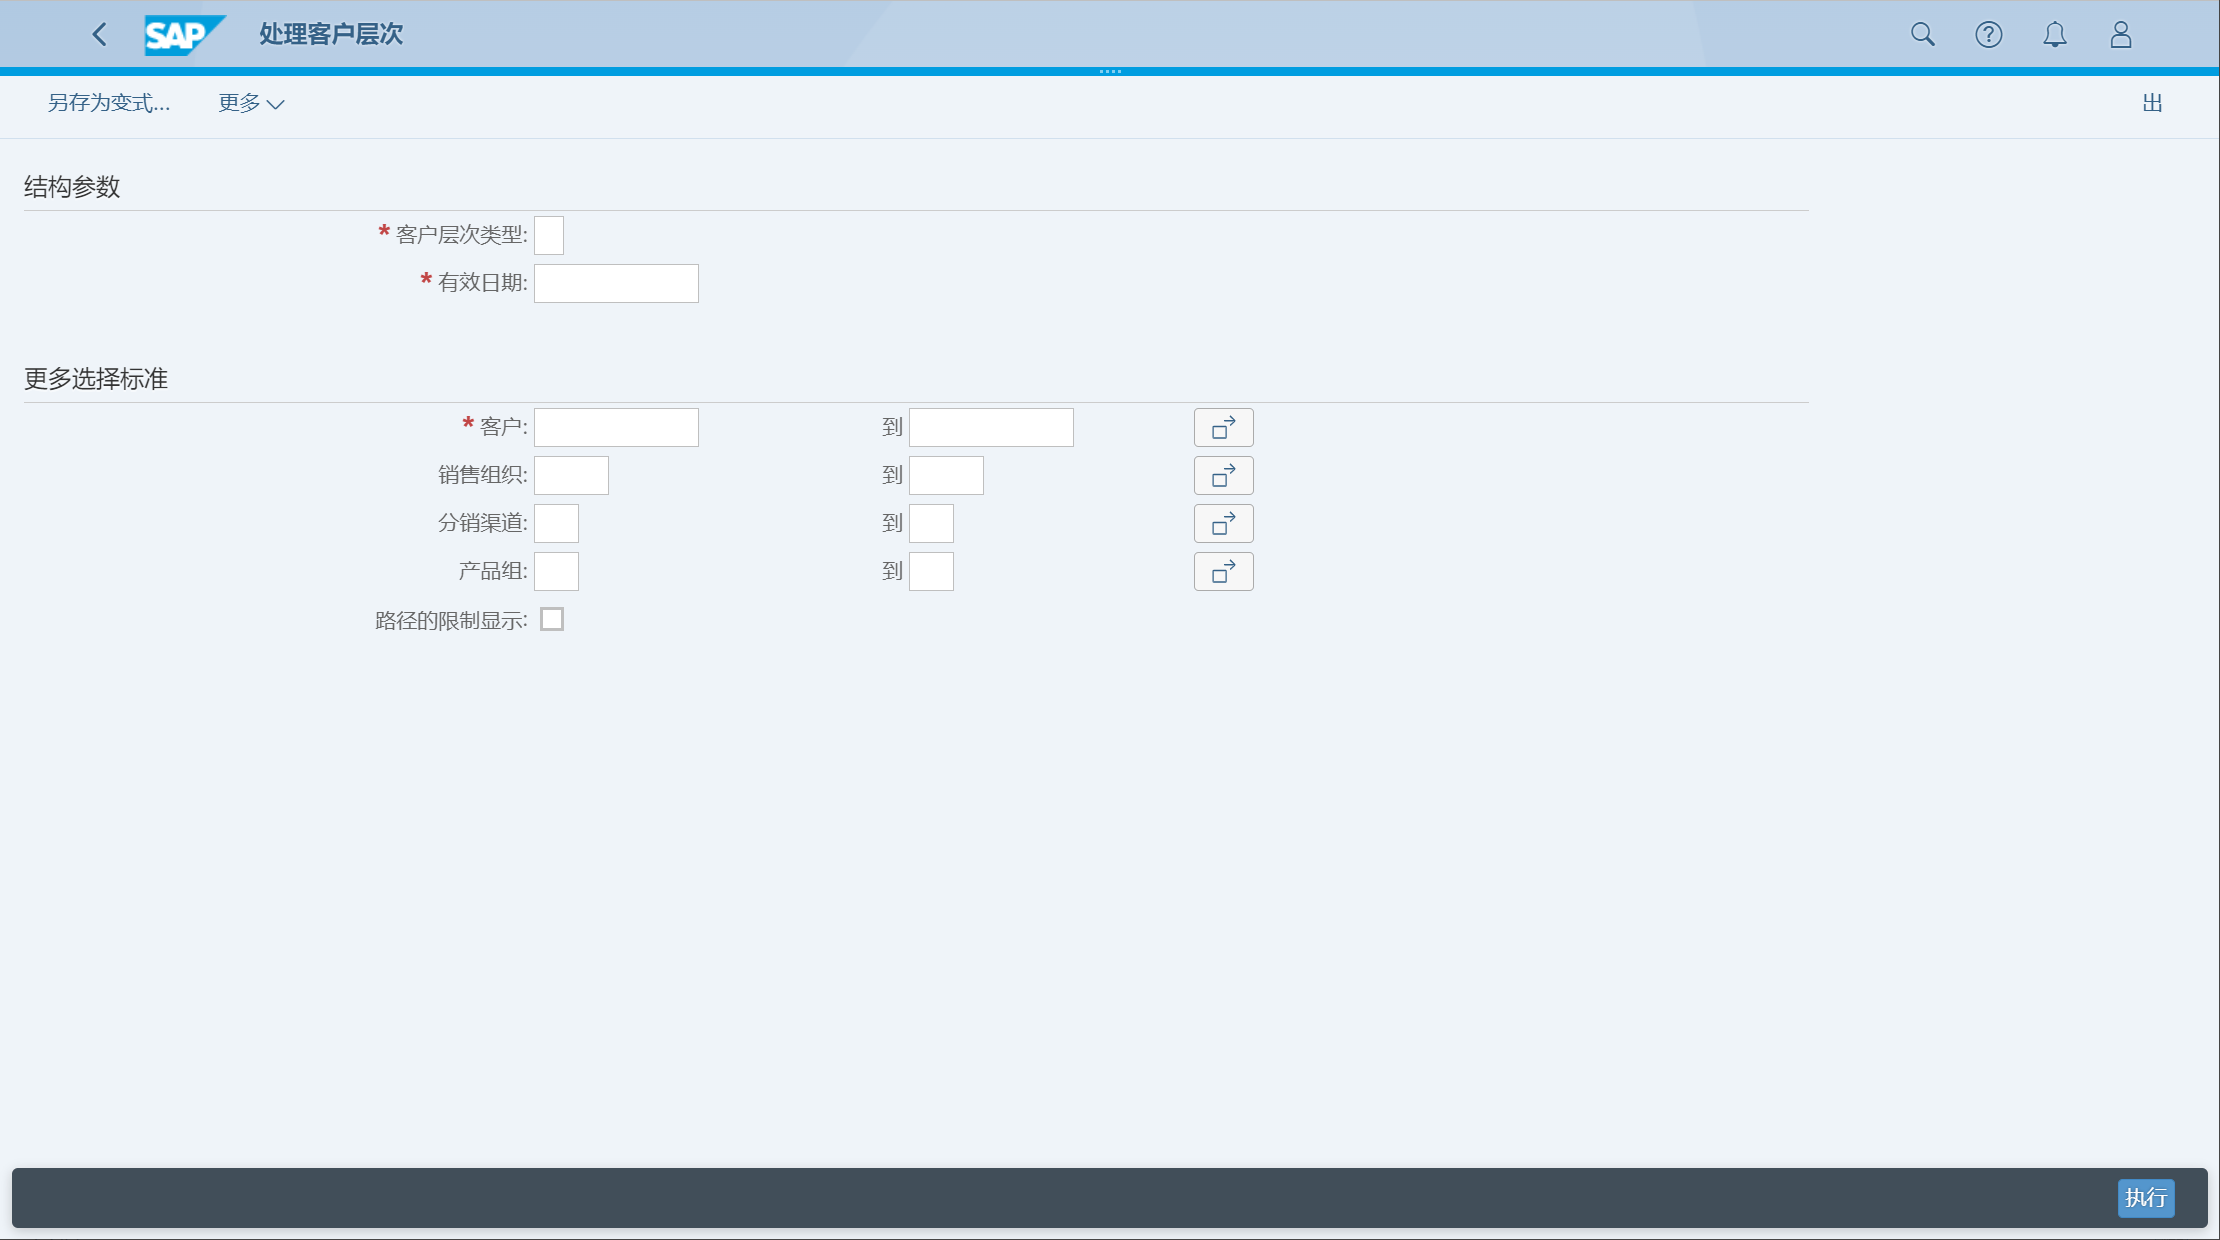 SAP 处理客户层次
另存为变式... 更多 出
结构参数
* 客户层次类型:
* 有效日期:
更多选择标准
* 客户: 到
销售组织: 到
分销渠道: 到
产品组: 到
路径的限制显示:
执行